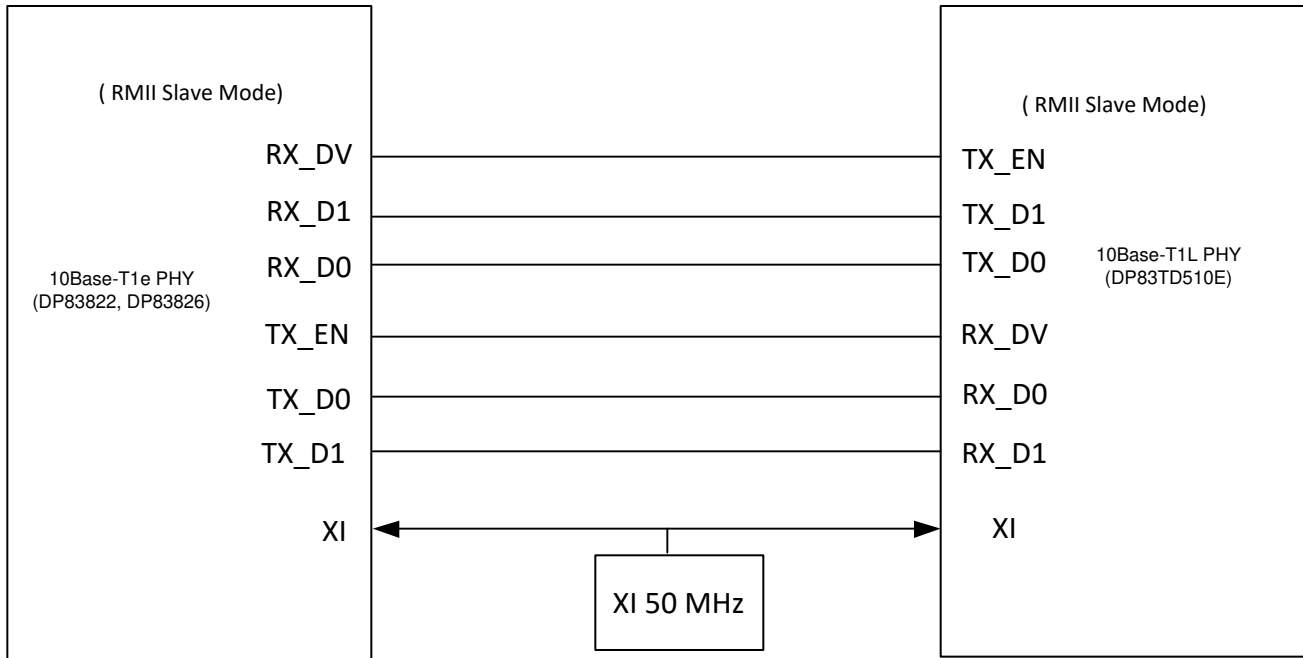 ( RMII Slave Mode)
RX_DV
RX_D1
RX_D0
10Base-T1e PHY
(DP83822, DP83826)
TX_EN
TX_D0
TX_D1
XI
XI 50 MHz
( RMII Slave Mode)
TX_EN
TX_D1
TX_D0
10Base-T1L PHY
(DP83TD510E)
RX_DV
RX_D0
RX_D1
XI